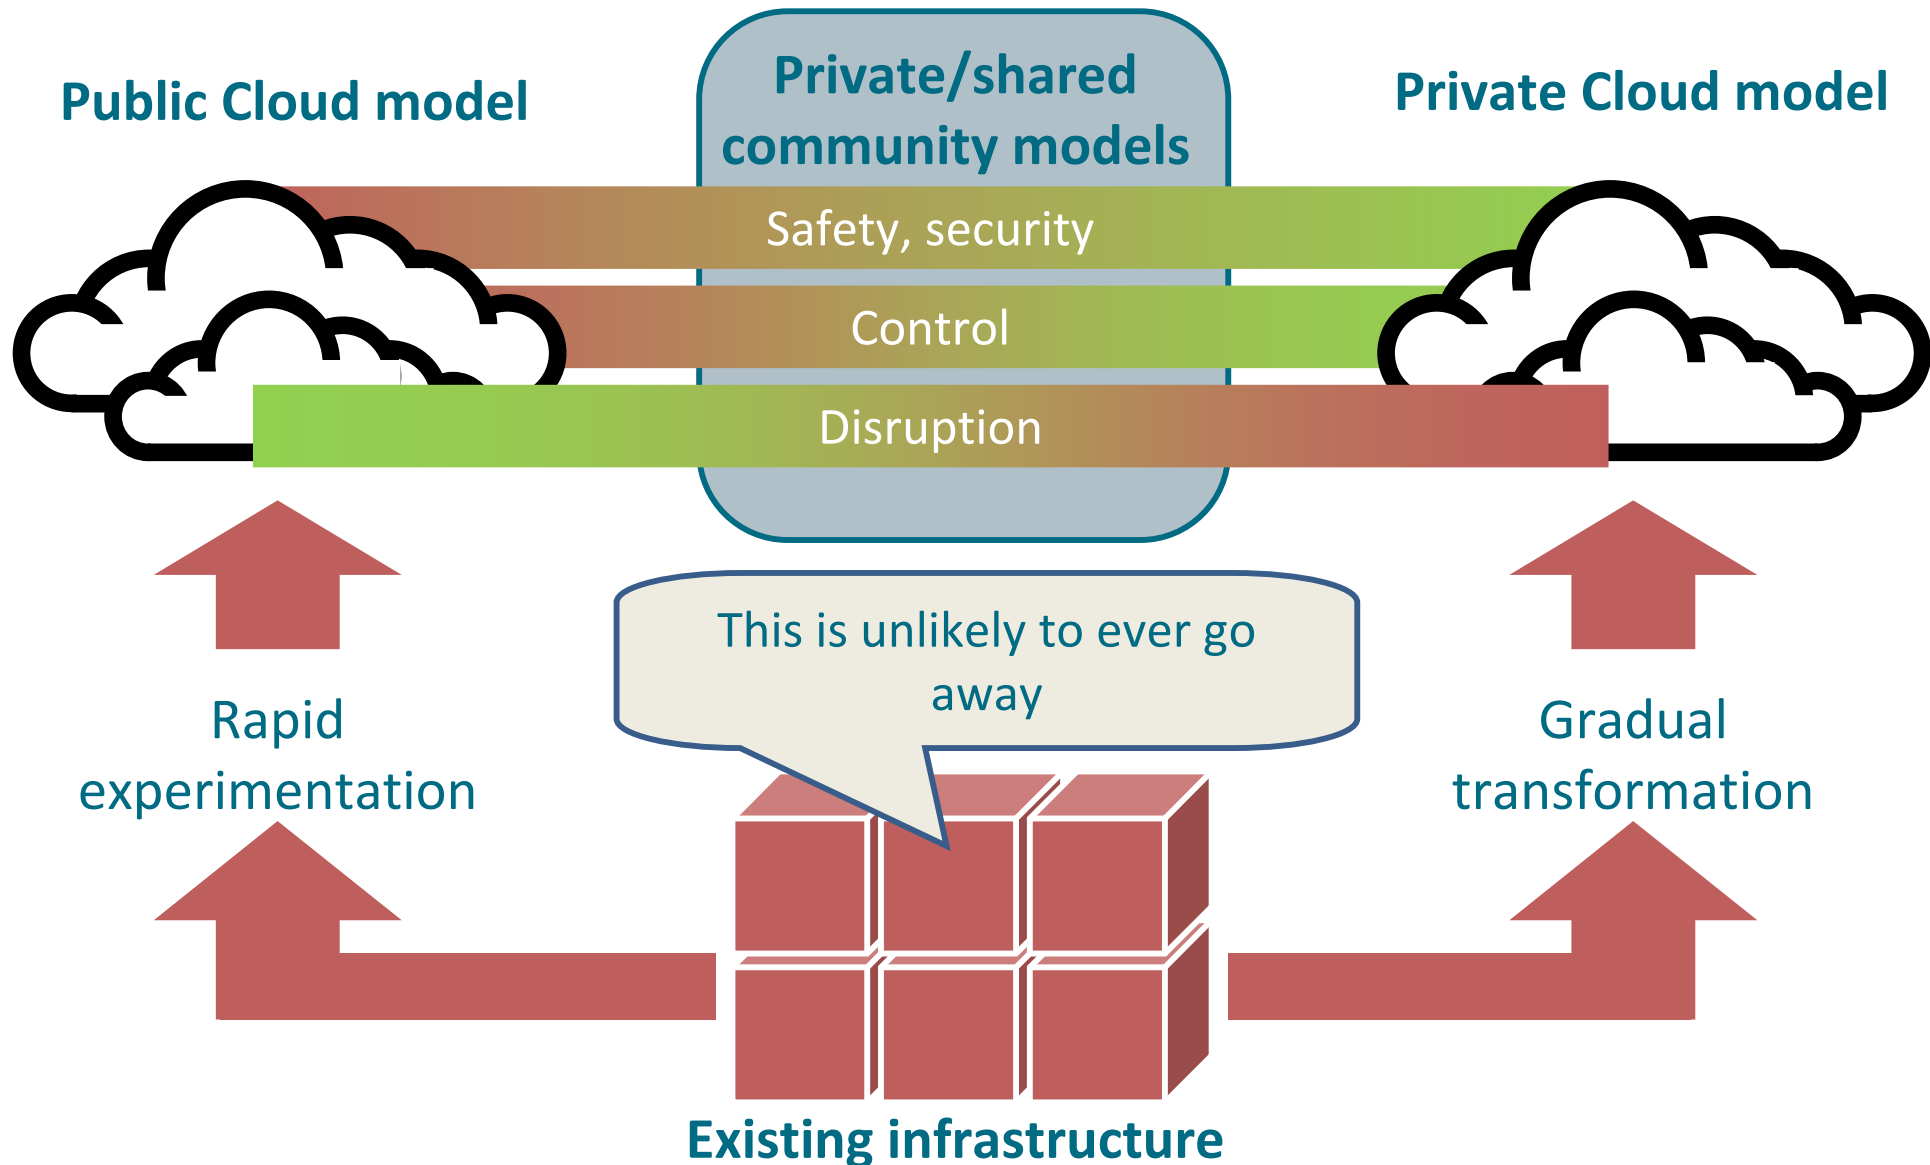 Public Cloud model
Private/shared
community models
Private Cloud model
Safety, security
Control
Disruption
This is unlikely to ever go
away
Rapid
experimentation
Gradual
transformation
Existing infrastructure